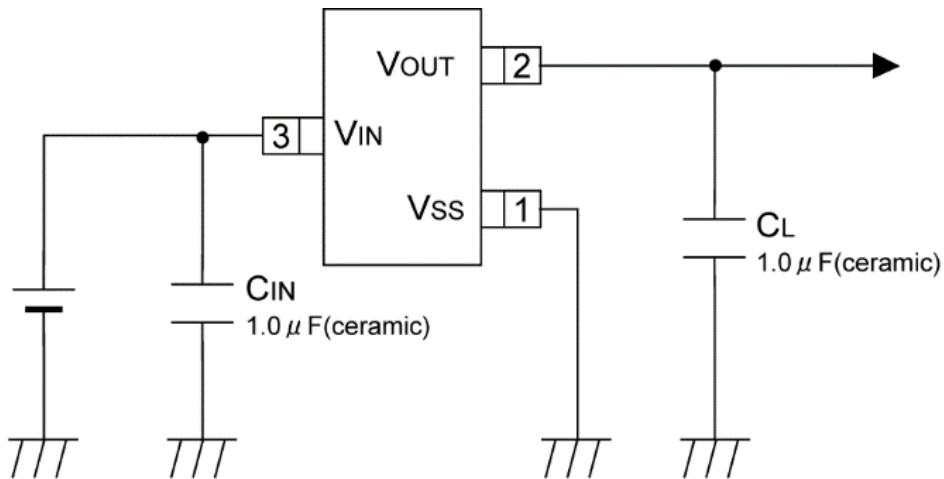 VOUT 2
3 VIN
VSS 1
CL
1.0μF(ceramic)
CIN
1.0μF(ceramic)